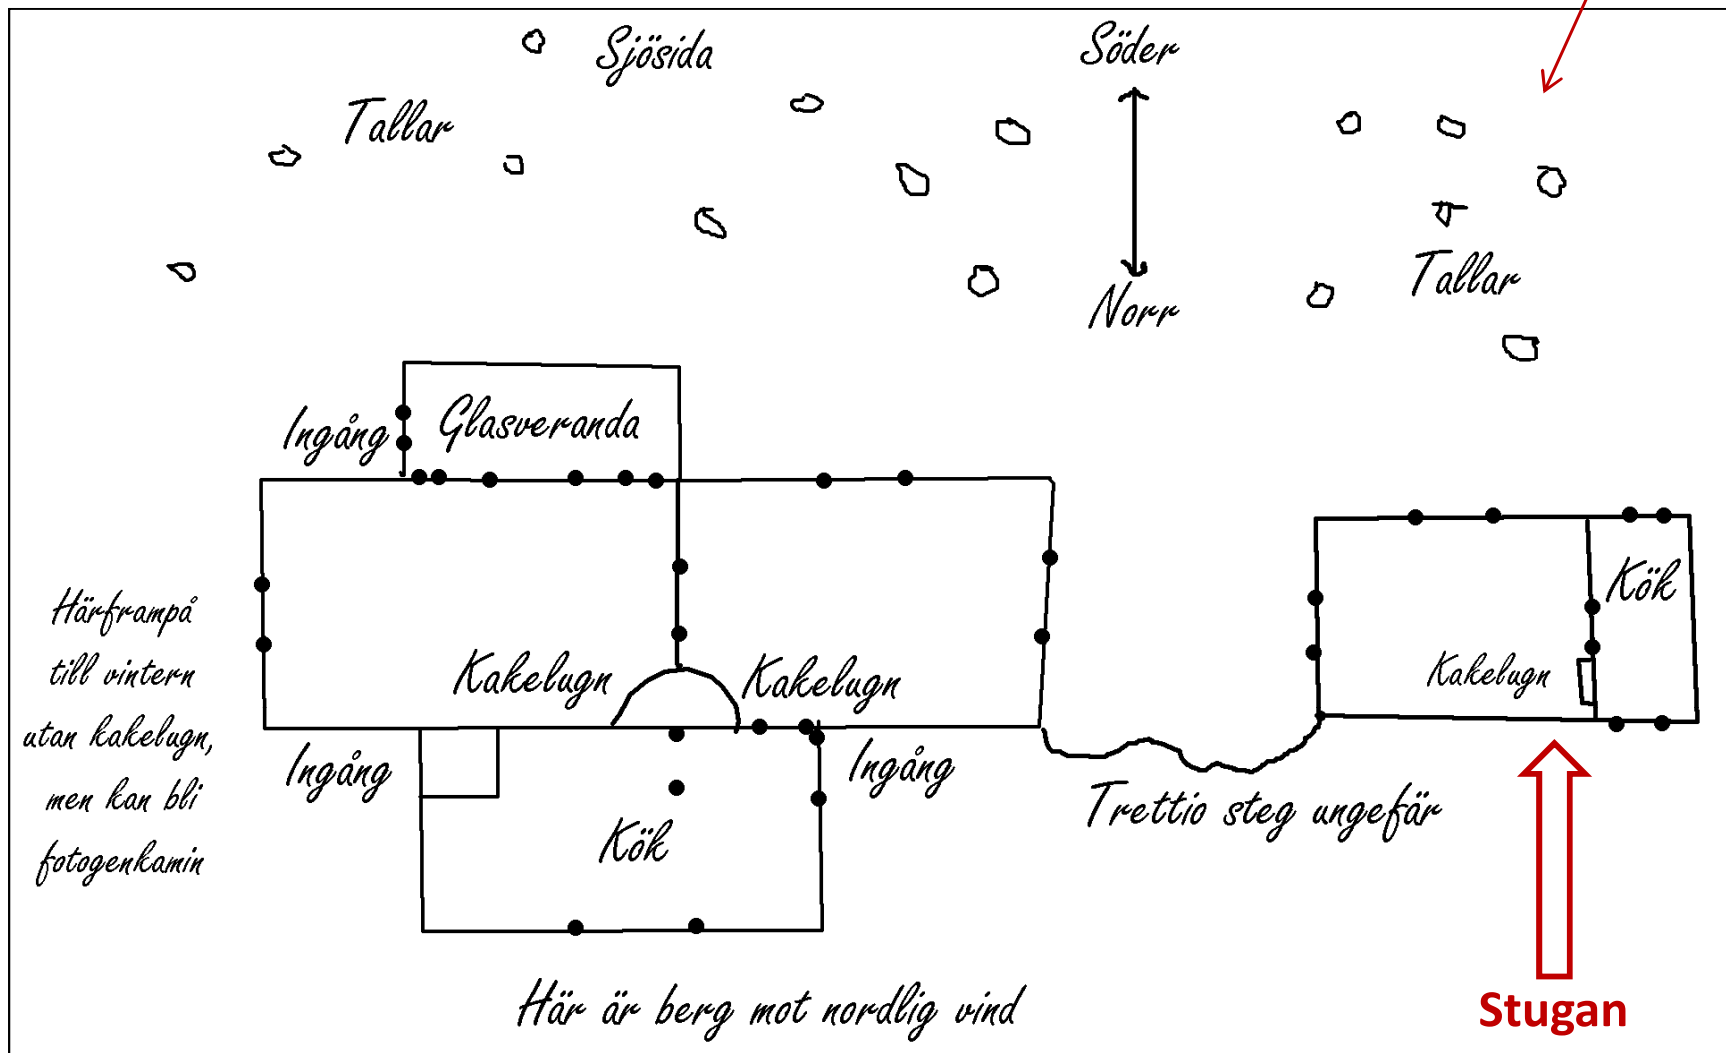 Sjösida
Söder
Tallar
Norr
Tallar
Ingång
Glasveranda
Kök
Härframpå
till vintern
utan kakelugn,
men kan bli
fotogenkamin
Kakelugn
Kakelugn
Kakelugn
Ingång
Ingång
Trettio steg ungefär
Kök
Här är berg mot nordlig vind
Stugan